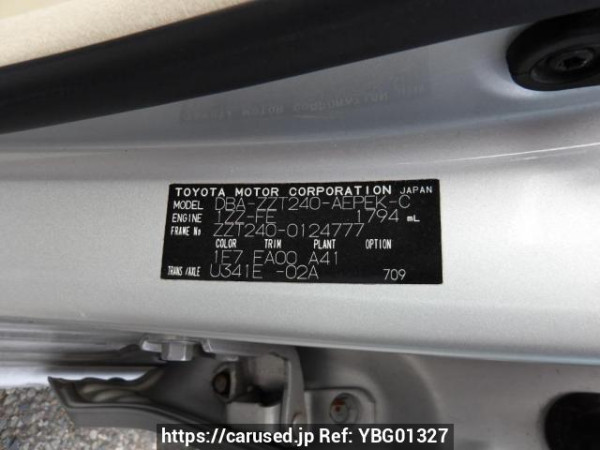 TOYOTA MOTOR CORPORATION JAPAN
MODEL DBA-ZZT240-AEPEK-C
ENGINE 1ZZ-FE 1794 mL
FRAME No ZZT240-0124777
COLOR TRIM PLANT OPTION
1E7 EA00 A41
TRANS/AXLE U341E -02A 709
https://carused.jp Ref: YBG01327